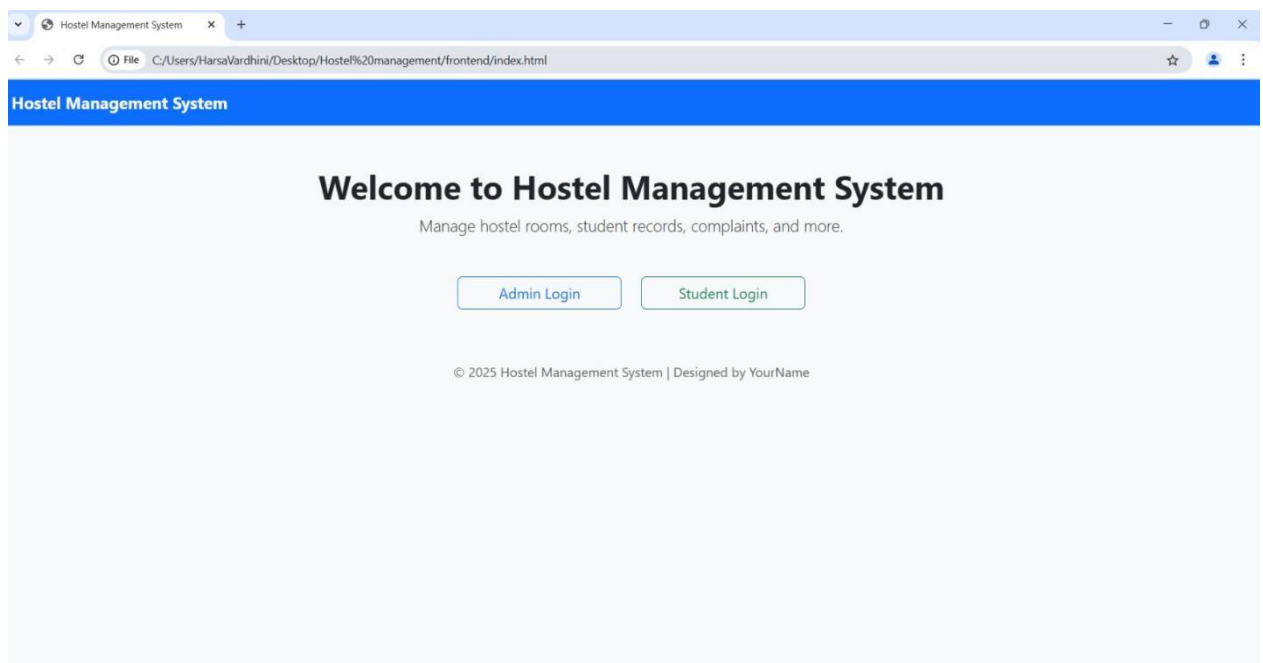 Hostel Management System
File C:/Users/HarsaVardhini/Desktop/Hostel%20management/frontend/index.html
Hostel Management System
Welcome to Hostel Management System
Manage hostel rooms, student records, complaints, and more.
Admin Login Student Login
© 2025 Hostel Management System | Designed by YourName